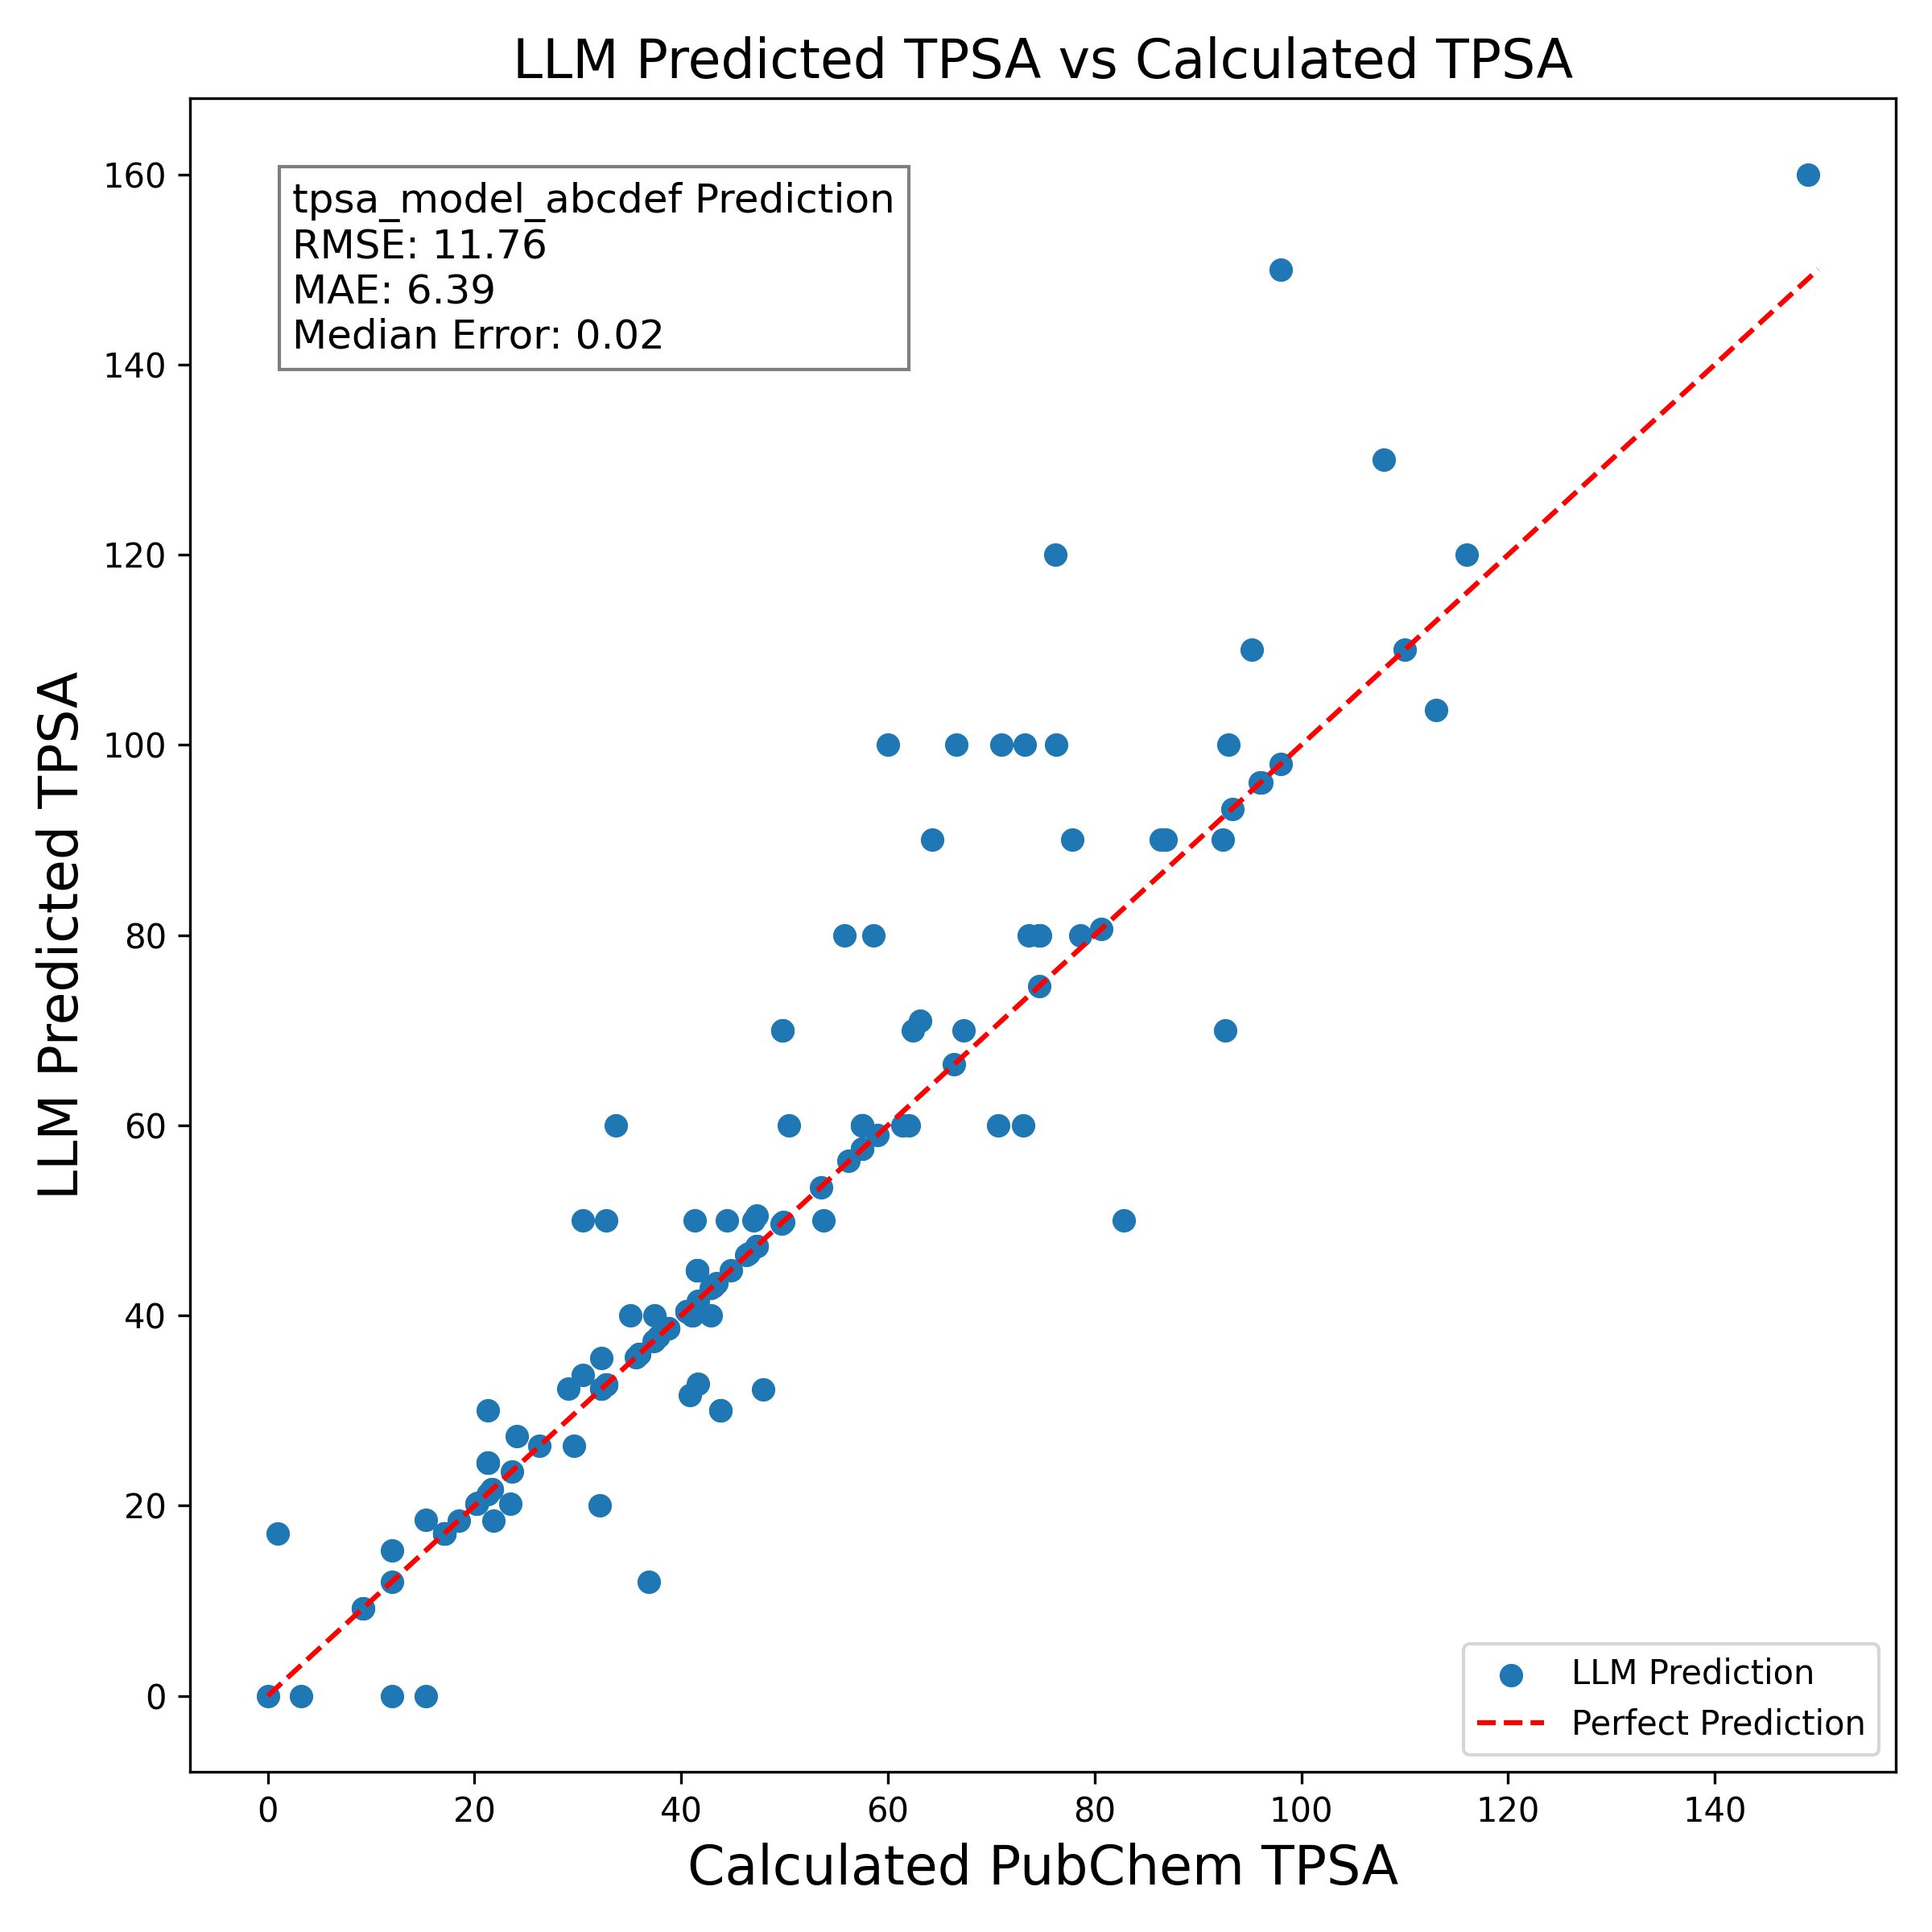 LLM Predicted TPSA vs Calculated TPSA
tpsa_model_abcdef Prediction
RMSE: 11.76
MAE: 6.39
Median Error: 0.02
LLM Predicted TPSA
160
140
120
100
80
60
40
20
0
LLM Prediction
Perfect Prediction
0 20 40 60 80 100 120 140
Calculated PubChem TPSA